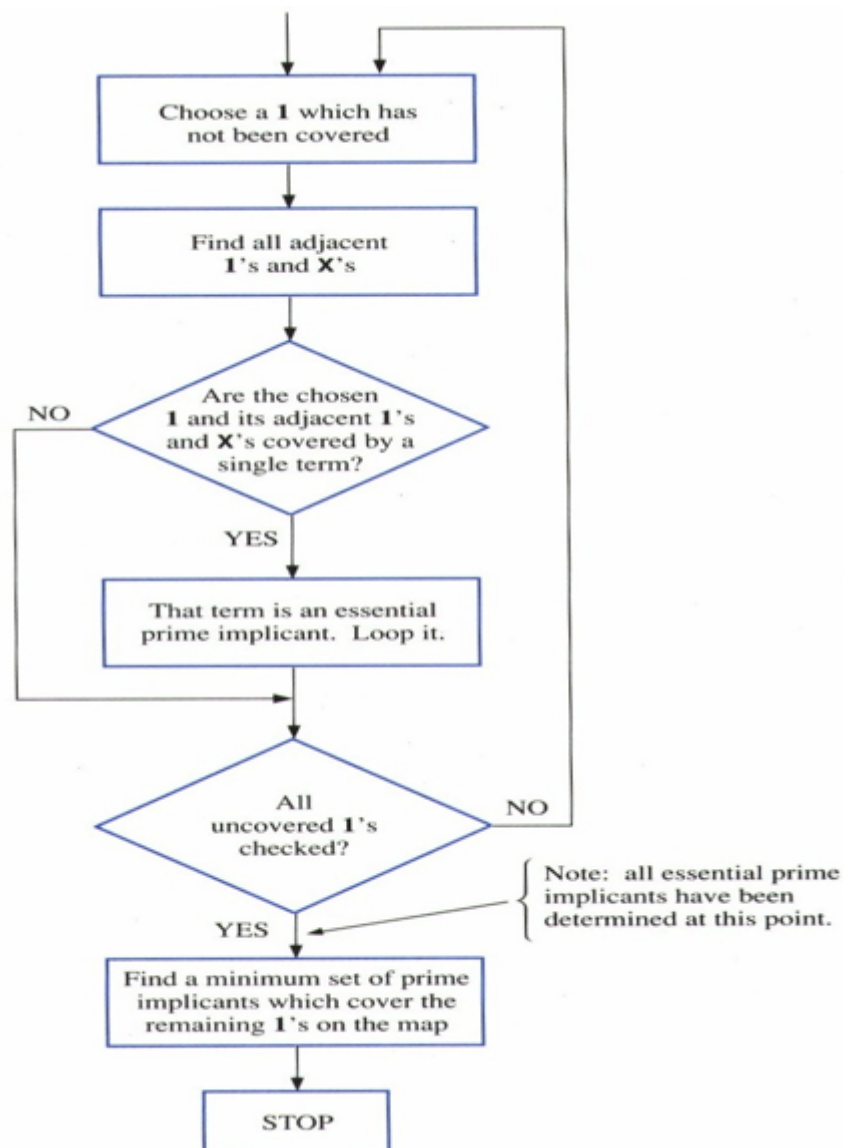 Choose a 1 which has
not been covered
Find all adjacent
1's and X's
Are the chosen
1 and its adjacent 1's
and X's covered by a
single term?
NO
YES
That term is an essential
prime implicant. Loop it.
All
uncovered 1's
checked?
NO
Note: all essential prime
implicants have been
determined at this point.
YES
Find a minimum set of prime
implicants which cover the
remaining 1's on the map
STOP